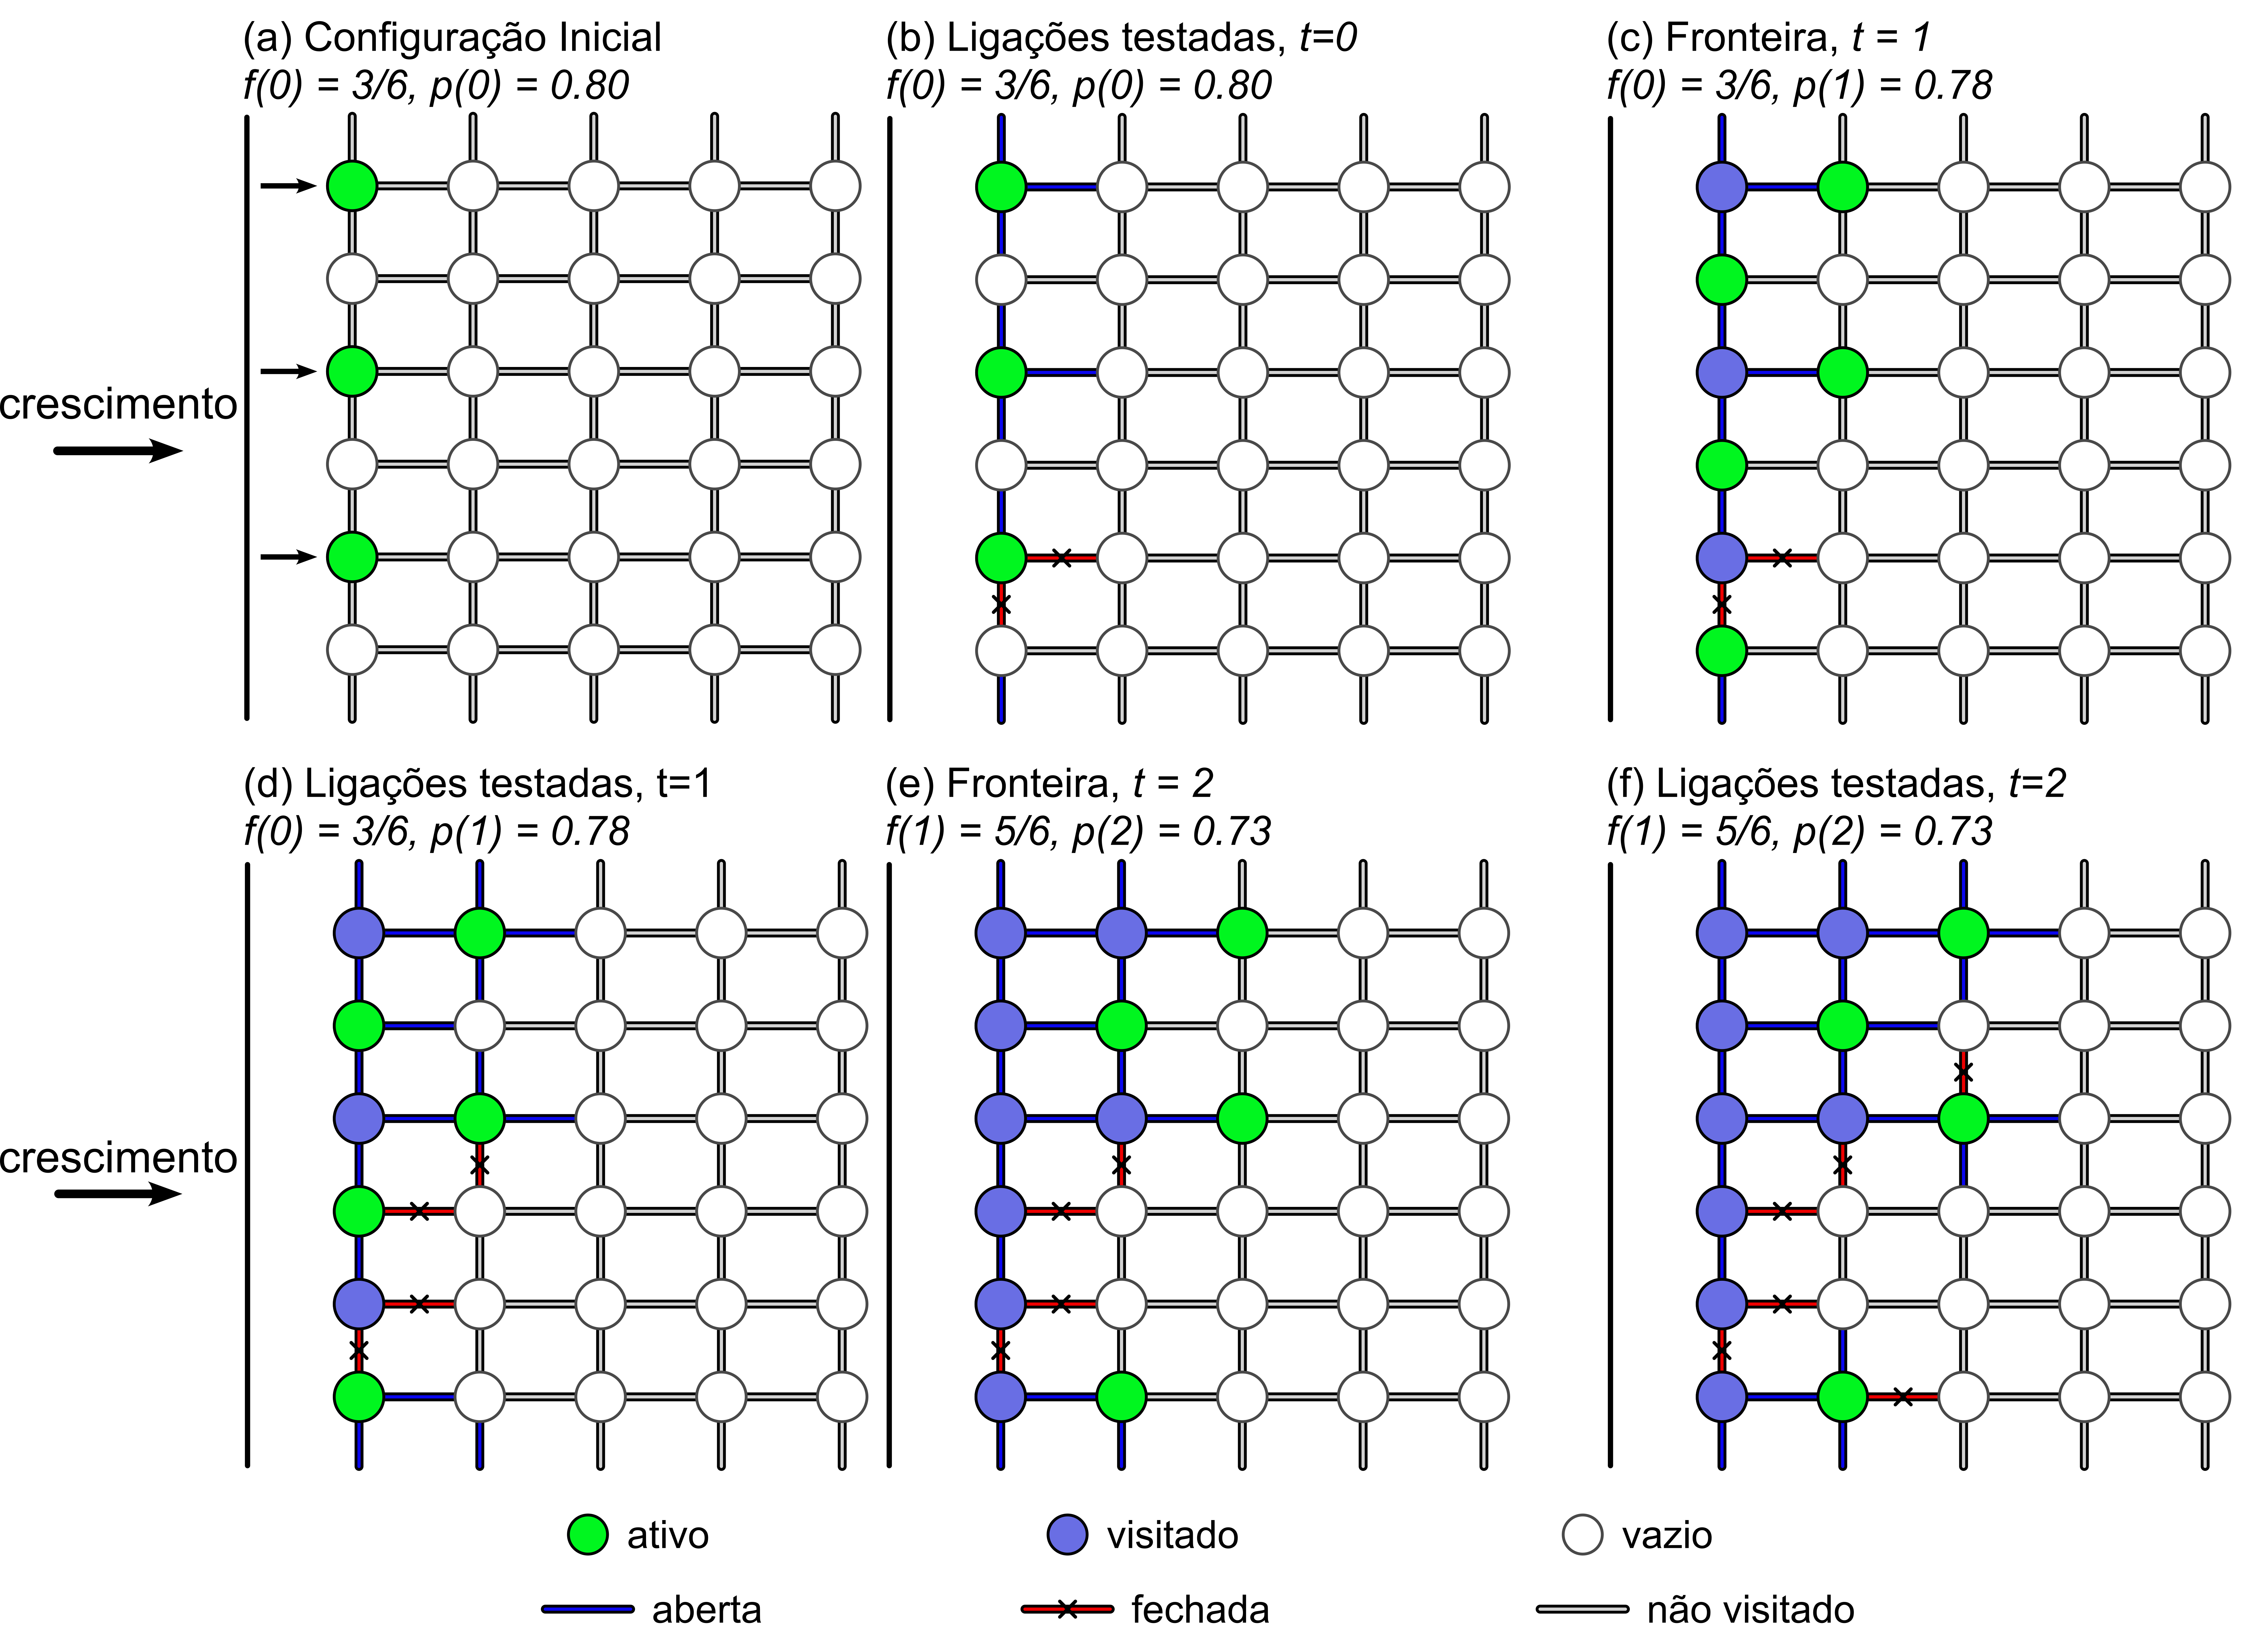 (a) Configuração Inicial
f(0) = 3/6, p(0) = 0.80
(b) Ligações testadas, t=0
f(0) = 3/6, p(0) = 0.80
(c) Fronteira, t = 1
f(0) = 3/6, p(1) = 0.78
crescimento
(d) Ligações testadas, t=1
f(0) = 3/6, p(1) = 0.78
(e) Fronteira, t = 2
f(1) = 5/6, p(2) = 0.73
(f) Ligações testadas, t=2
f(1) = 5/6, p(2) = 0.73
crescimento
ativo
visitado
vazio
aberta
fechada
não visitado